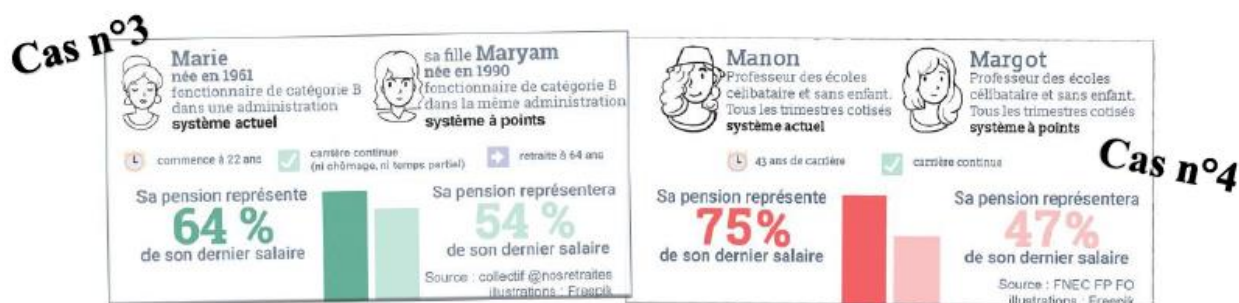 Cas n°3
Marie
née en 1961
fonctionnaire de catégorie B
dans une administration
système actuel
sa fille Maryam
née en 1990
fonctionnaire de catégorie B
dans la même administration
système à points
commence à 22 ans
carrière continue
(ni chômage, ni temps partiel)
retraite à 64 ans
Sa pension représente
64 %
de son dernier salaire
Sa pension représentera
54 %
de son dernier salaire
Source : collectif @nosretraites
illustrations : Freepik
Manon
Professeur des écoles
célibataire et sans enfant.
Tous les trimestres cotisés
système actuel
Margot
Professeur des écoles
célibataire et sans enfant.
Tous les trimestres cotisés
système à points
Cas n°4
43 ans de carrière
carrière continue
Sa pension représente
75%
de son dernier salaire
Sa pension représentera
47%
de son dernier salaire
Source : FNEC FP FO
illustrations : Freepik